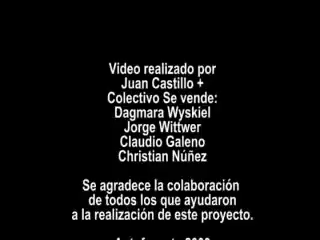 Video realizado por
Juan Castillo +
Colectivo Se vende:
Dagmara Wyskiel
Jorge Wittwer
Claudio Galeno
Christian Núñez
Se agradece la colaboración
de todos los que ayudaron
a la realización de este proyecto.